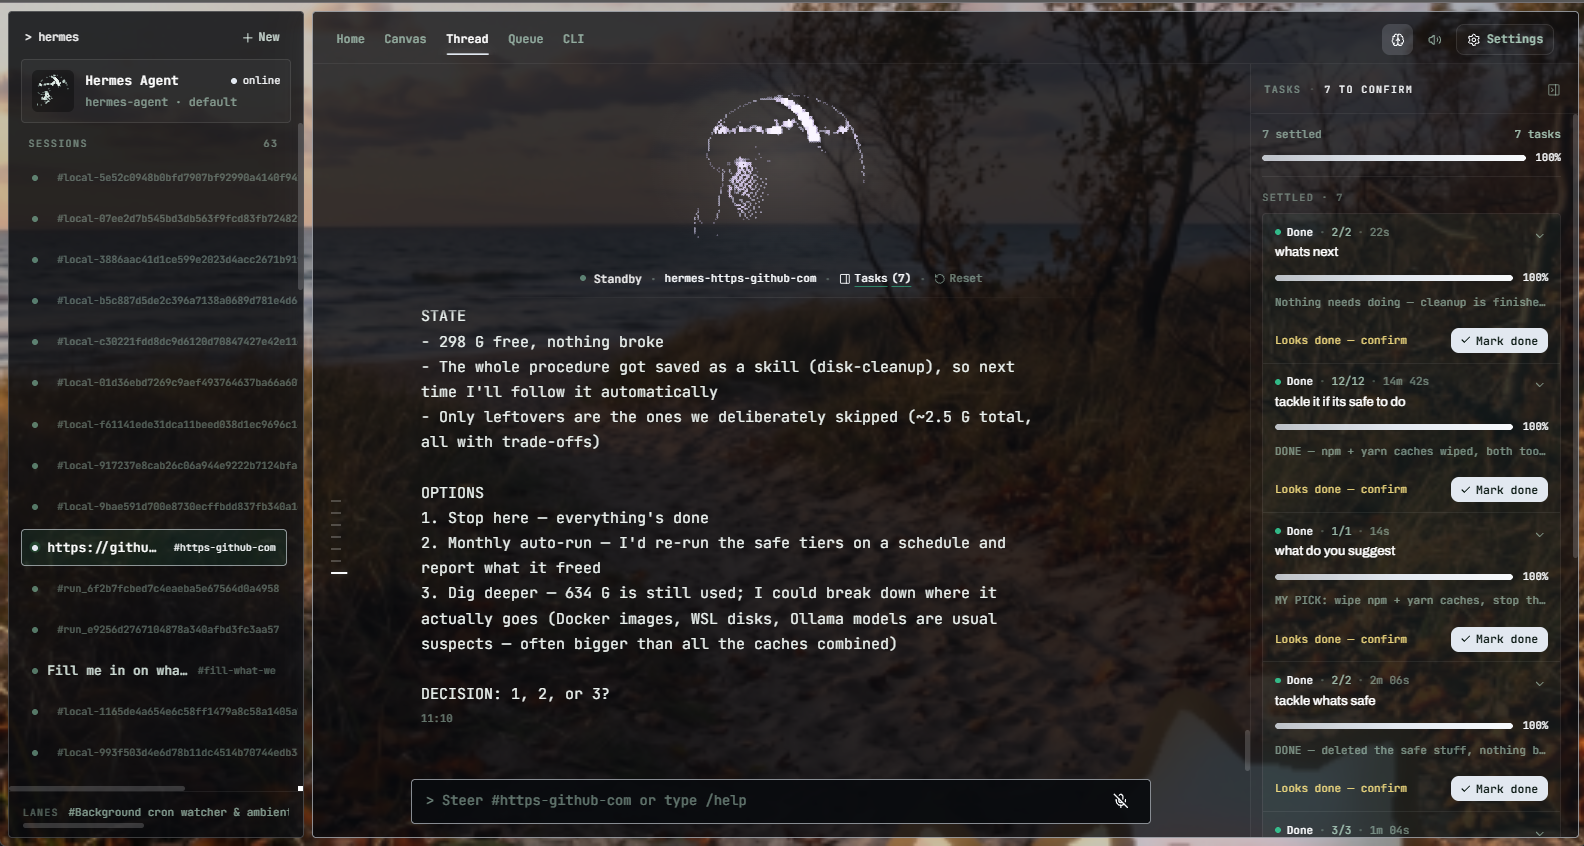 > hermes
+ New
Hermes Agent
online
hermes-agent · default
SESSIONS 63
#local-5e52c0948b0bfd7907bf92990a4140f94
#local-07ee2d7b545bd3db563f9fcd83fb72482
#local-3886aac41d1ce599e2023d4acc2671b91
#local-b5c887d5de2c396a7138a0689d781e4d6
#local-c30221fdd8dc9d6120d70847427e42e11
#local-01d36ebd7269c9aef493764637ba66a60
#local-f61141ede31dca11beed038d1ec9696c1
#local-917237e8cab26c06a944e9222b7124bfa
#local-9bae591d700e8730ecffbdd837fb340a1
https://githu… #https-github-com
#run_6f2b7fcbed7c4eaeba5e67564d0a4958
#run_e9256d2767104878a340afbd3fc3aa57
Fill me in on wha… #fill-what-we
#local-1165de4a654e6c58ff1479a8c58a1405a
#local-993f503d4e6d78b11dc4514b70744edb3
LANES #Background cron watcher & ambient
Home Canvas Thread Queue CLI
Settings
Standby · hermes-https-github-com · Tasks (7) · Reset
STATE
- 298 G free, nothing broke
- The whole procedure got saved as a skill (disk-cleanup), so next
time I'll follow it automatically
- Only leftovers are the ones we deliberately skipped (~2.5 G total,
all with trade-offs)
OPTIONS
1. Stop here — everything's done
2. Monthly auto-run — I'd re-run the safe tiers on a schedule and
report what it freed
3. Dig deeper — 634 G is still used; I could break down where it
actually goes (Docker images, WSL disks, Ollama models are usual
suspects — often bigger than all the caches combined)
DECISION: 1, 2, or 3?
11:10
> Steer #https-github-com or type /help
TASKS · 7 TO CONFIRM
7 settled 7 tasks
100%
SETTLED · 7
Done · 2/2 · 22s
whats next
100%
Nothing needs doing — cleanup is finishe…
Looks done — confirm
✓ Mark done
Done · 12/12 · 14m 42s
tackle it if its safe to do
100%
DONE — npm + yarn caches wiped, both too…
Looks done — confirm
✓ Mark done
Done · 1/1 · 14s
what do you suggest
100%
MY PICK: wipe npm + yarn caches, stop th…
Looks done — confirm
✓ Mark done
Done · 2/2 · 2m 06s
tackle whats safe
100%
DONE — deleted the safe stuff, nothing b…
Looks done — confirm
✓ Mark done
Done · 3/3 · 1m 04s